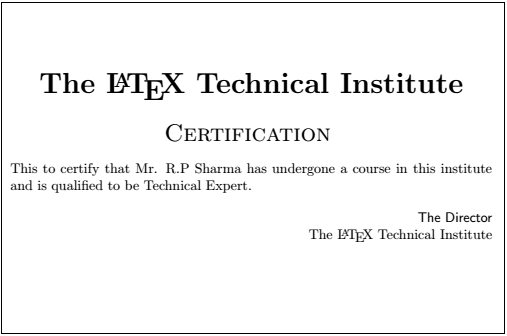 The LATEX Technical Institute
CERTIFICATION
This to certify that Mr. R.P Sharma has undergone a course in this institute
and is qualified to be Technical Expert.
The Director
The LATEX Technical Institute